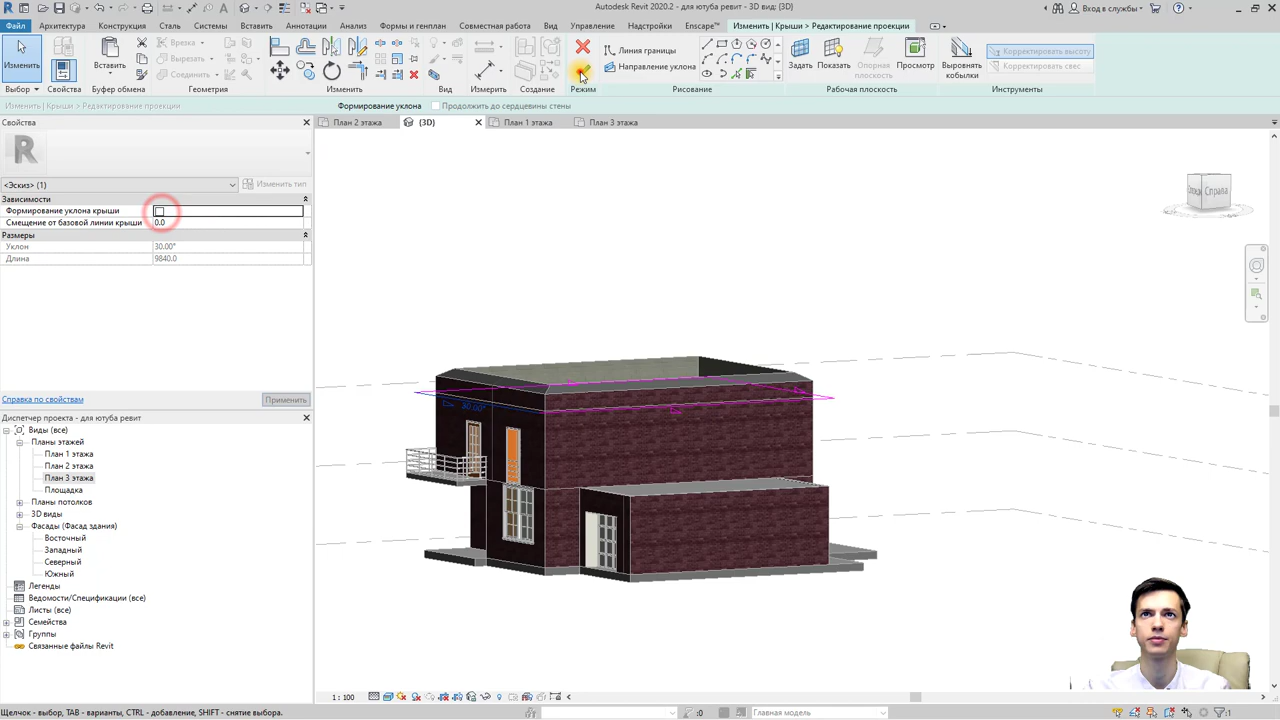 Autodesk Revit 2020.2 - для ютуба ревит - 3D вид: {3D}
Вход в службы
Файл
Архитектура
Конструкция
Сталь
Системы
Вставить
Аннотации
Анализ
Формы и генплан
Совместная работа
Вид
Управление
Надстройки
Enscape™
Изменить | Крыши > Редактирование проекции
Изменить
Вставить
Врезка
Вырезать
Соединить
Линия границы
Направление уклона
Задать
Показать
Опорная плоскость
Просмотр
Выровнять кобылки
Корректировать высоту
Корректировать свес
Выбор
Свойства
Буфер обмена
Геометрия
Изменить
Вид
Измерить
Создание
Режим
Рисование
Рабочая плоскость
Инструменты
Изменить | Крыши > Редактирование проекции
Формирование уклона
Продолжить до сердцевины стены
Свойства
План 2 этажа
{3D}
План 1 этажа
План 3 этажа
R
<Эскиз> (1)
Изменить тип
Зависимости
Формирование уклона крыши
Смещение от базовой линии крыши 0.0
Размеры
Уклон 30.00°
Длина 9840.0
Справка по свойствам
Применить
Диспетчер проекта - для ютуба ревит
Виды (все)
Планы этажей
План 1 этажа
План 2 этажа
План 3 этажа
Площадка
Планы потолков
3D виды
Фасады (Фасад здания)
Восточный
Западный
Северный
Южный
Легенды
Ведомости/Спецификации (все)
Листы (все)
Семейства
Группы
Связанные файлы Revit
Справа
30.00°
1 : 100
Щелчок - выбор, TAB - варианты, CTRL - добавление, SHIFT - снятие выбора.
:0
Главная модель
:1